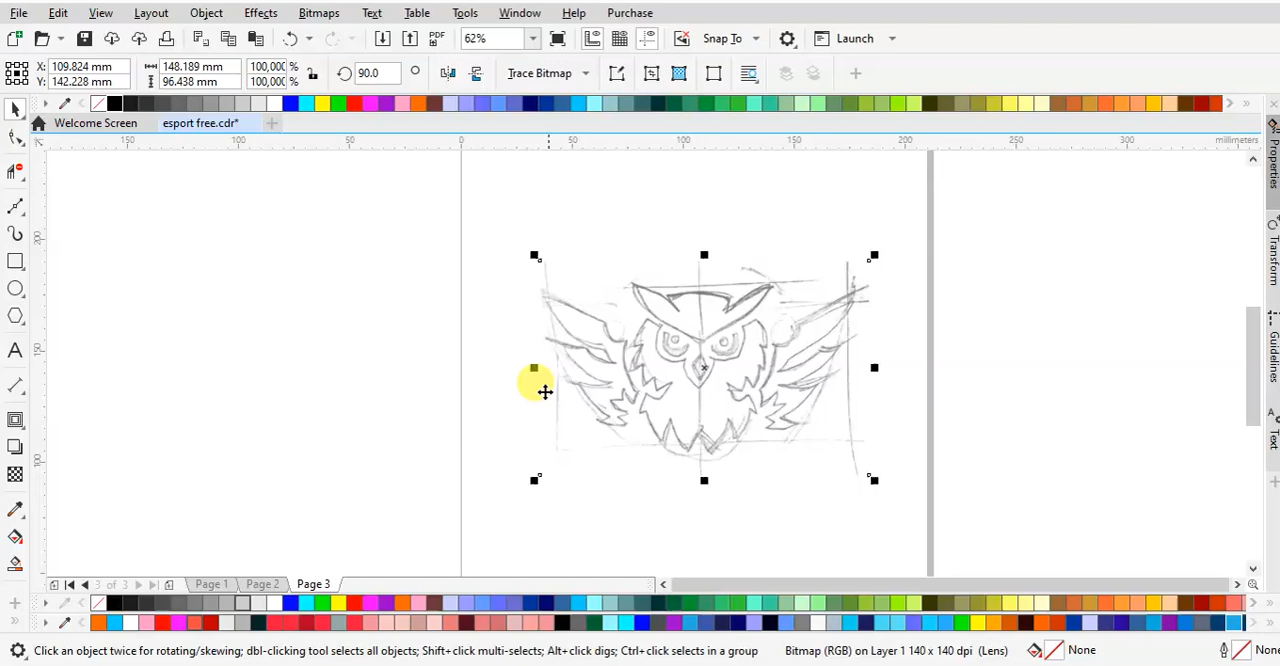 File Edit View Layout Object Effects Bitmaps Text Table Tools Window Help Purchase
PDF 62% Snap To Launch
X: 109.824 mm 148.189 mm 100,000 % 90.0 ° Trace Bitmap
Y: 142.228 mm 96.438 mm 100,000 %
Welcome Screen esport free.cdr*
150 100 50 0 50 100 150 200 250 300 millimeters
200
150
100
Properties
Transform
Guidelines
Text
3 of 3 Page 1 Page 2 Page 3
Click an object twice for rotating/skewing; dbl-clicking tool selects all objects; Shift+click multi-selects; Alt+click digs; Ctrl+click selects in a group Bitmap (RGB) on Layer 1 140 x 140 dpi (Lens) None None